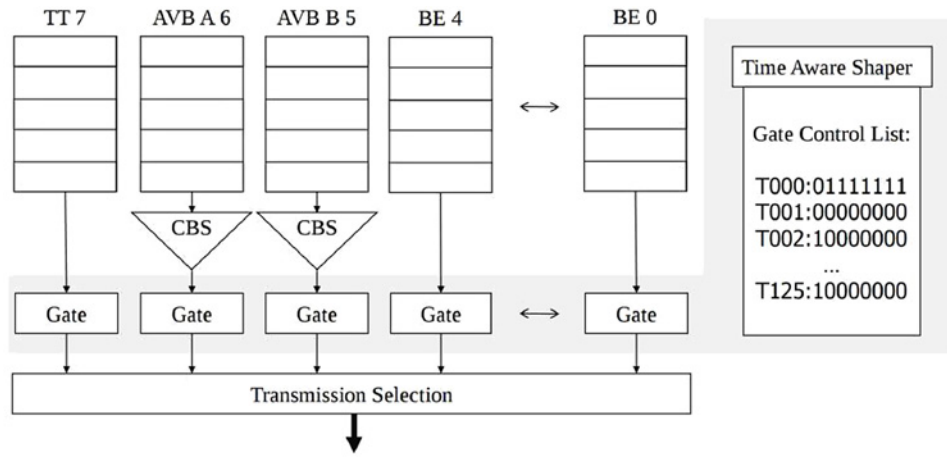 TT 7 AVB A 6 AVB B 5 BE 4 BE 0
Time Aware Shaper
Gate Control List:
T000:01111111
T001:00000000
T002:10000000
...
T125:10000000
CBS CBS
Gate Gate Gate Gate Gate
Transmission Selection